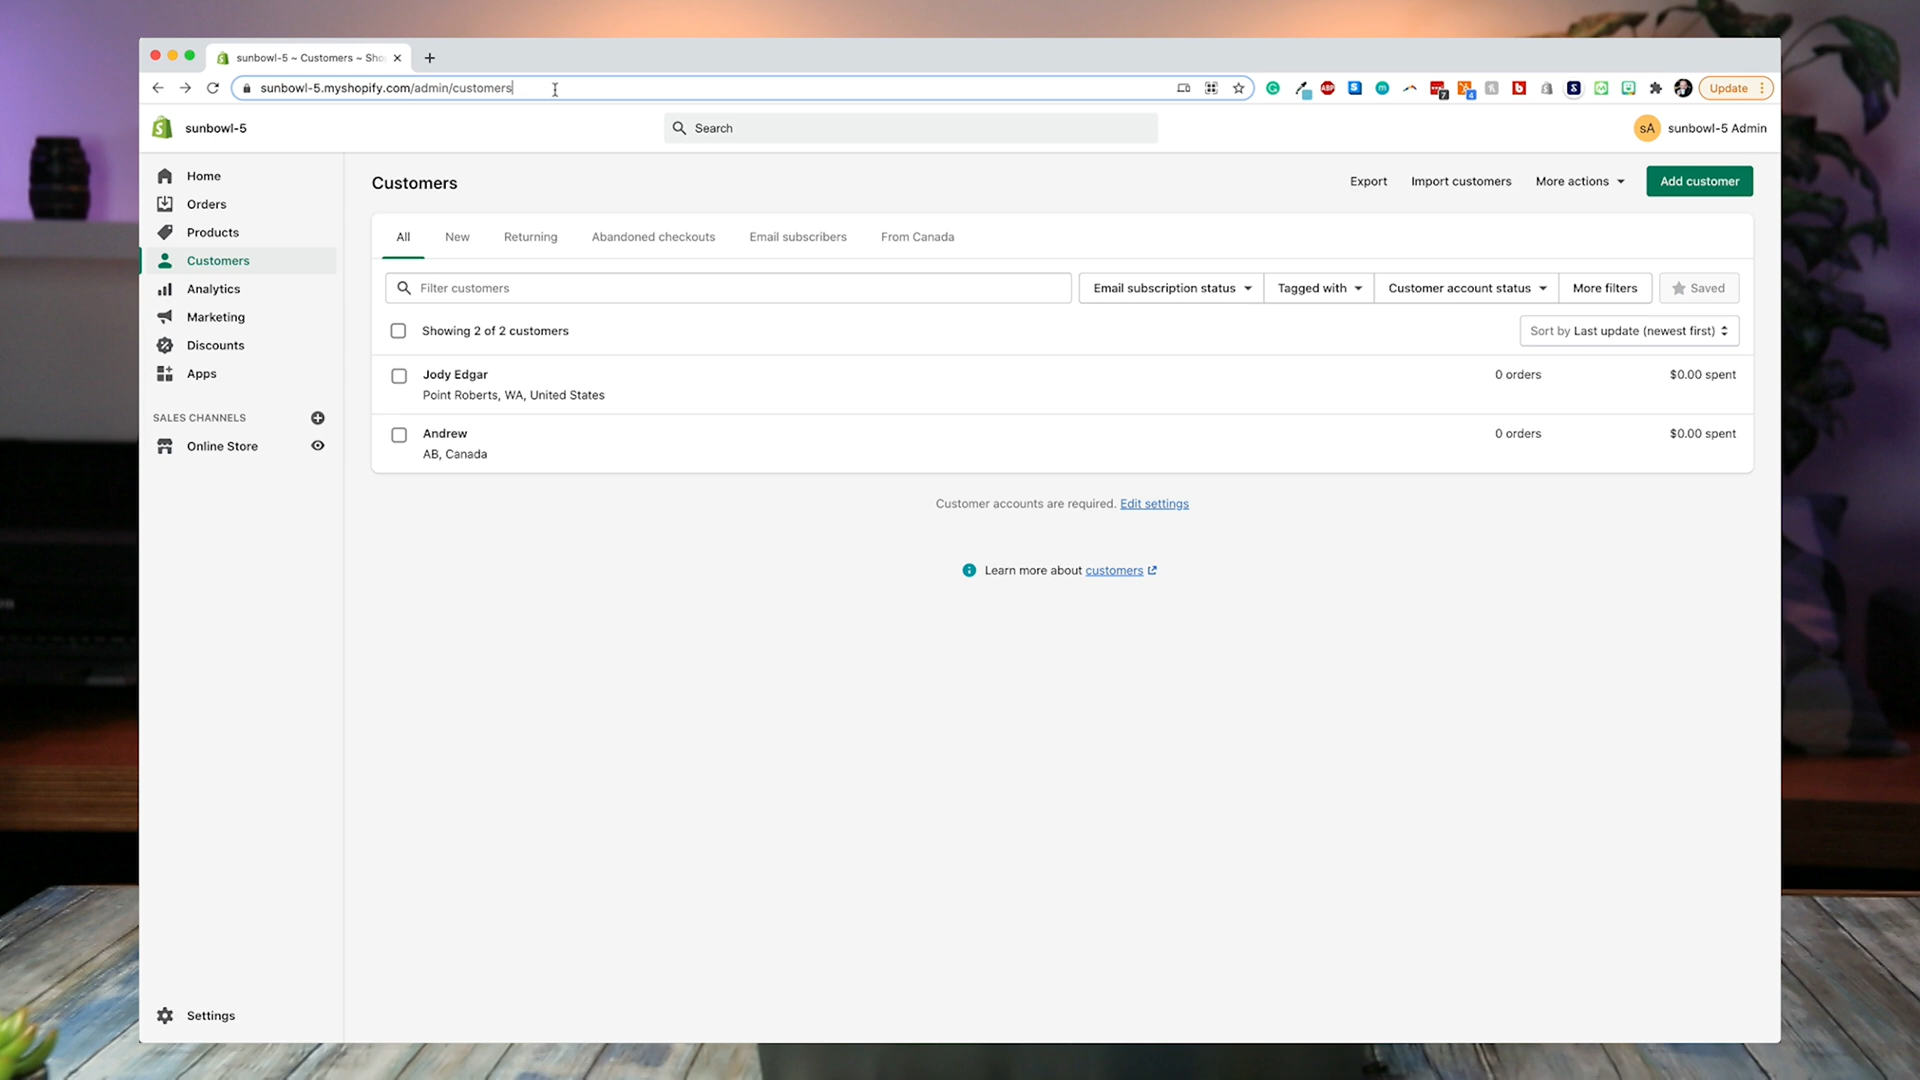 sunbowl-5 ~ Customers ~ Sho
sunbowl-5.myshopify.com/admin/customers
Update
sunbowl-5
Search
sA
sunbowl-5 Admin
Home
Orders
Products
Customers
Analytics
Marketing
Discounts
Apps
SALES CHANNELS
Online Store
Settings
Customers
Export
Import customers
More actions
Add customer
All
New
Returning
Abandoned checkouts
Email subscribers
From Canada
Filter customers
Email subscription status
Tagged with
Customer account status
More filters
Saved
Showing 2 of 2 customers
Sort by Last update (newest first)
Jody Edgar
0 orders
$0.00 spent
Point Roberts, WA, United States
Andrew
0 orders
$0.00 spent
AB, Canada
Customer accounts are required. Edit settings
Learn more about customers